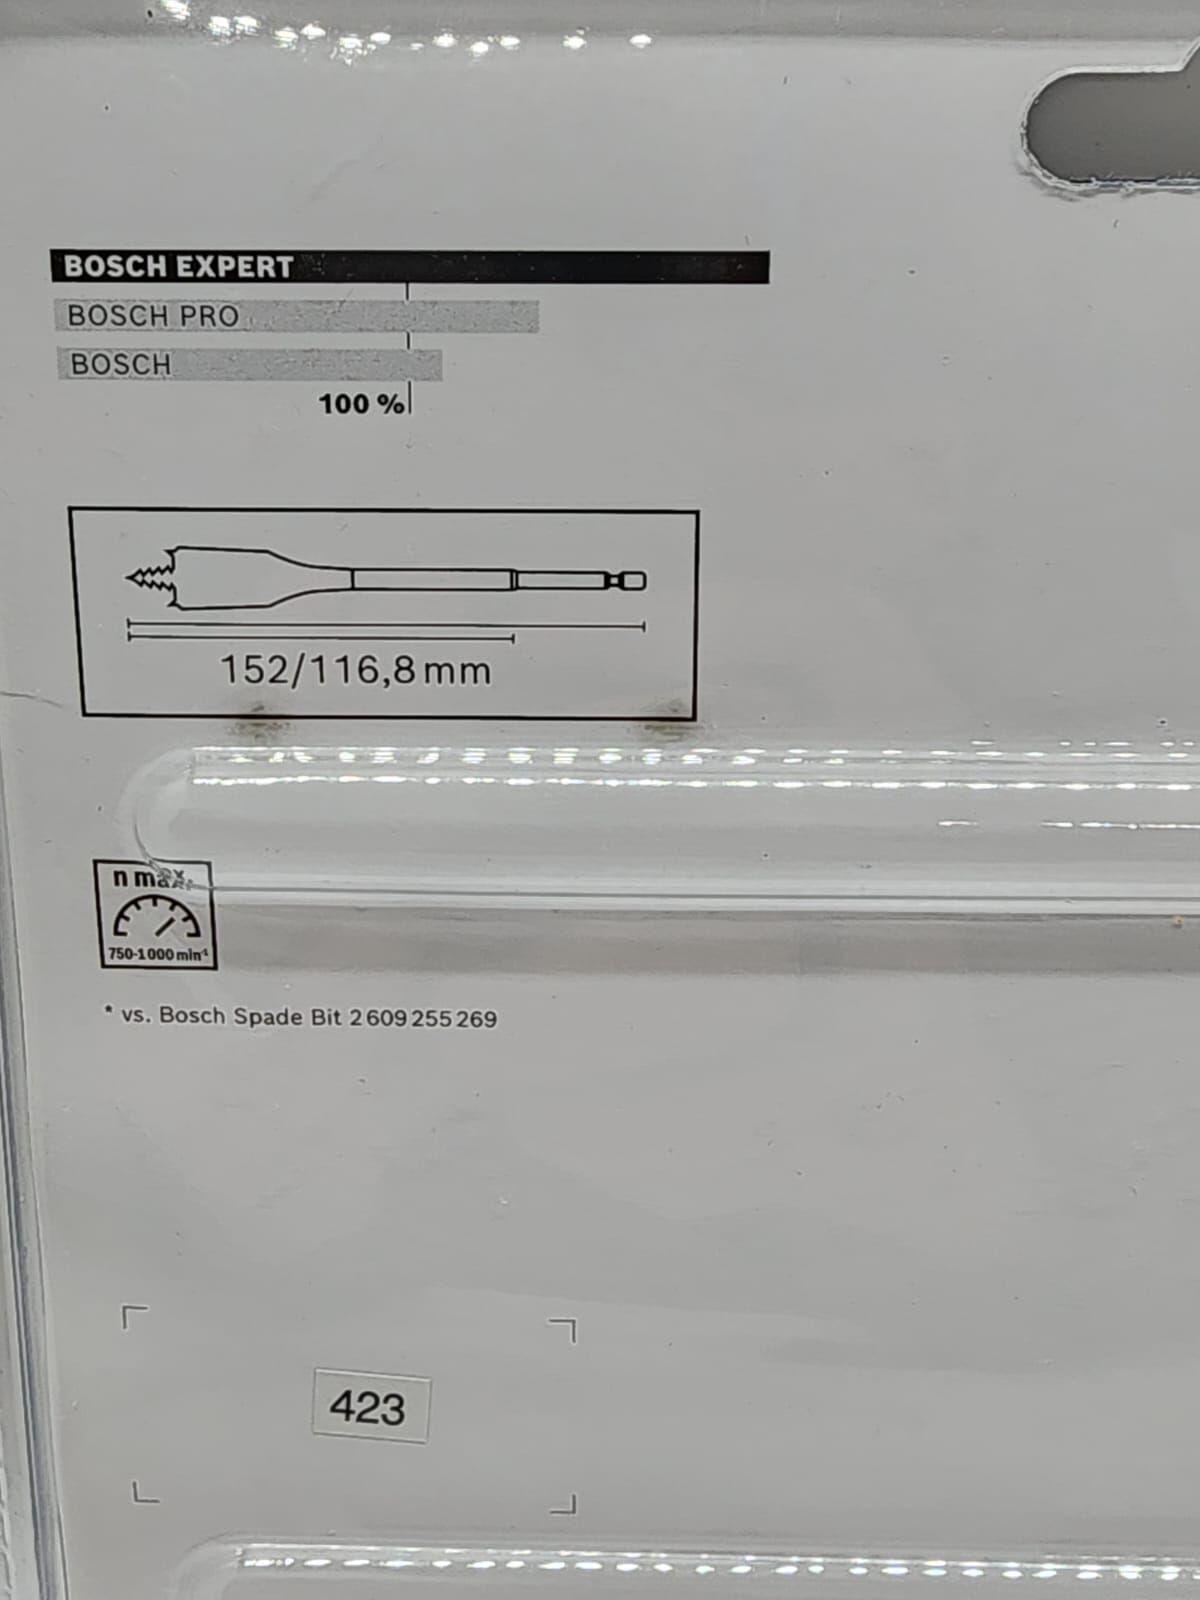 BOSCH EXPERT
BOSCH PRO
BOSCH
100 %
152/116,8 mm
n max.
750-1000 min⁻¹
* vs. Bosch Spade Bit 2 609 255 269
423